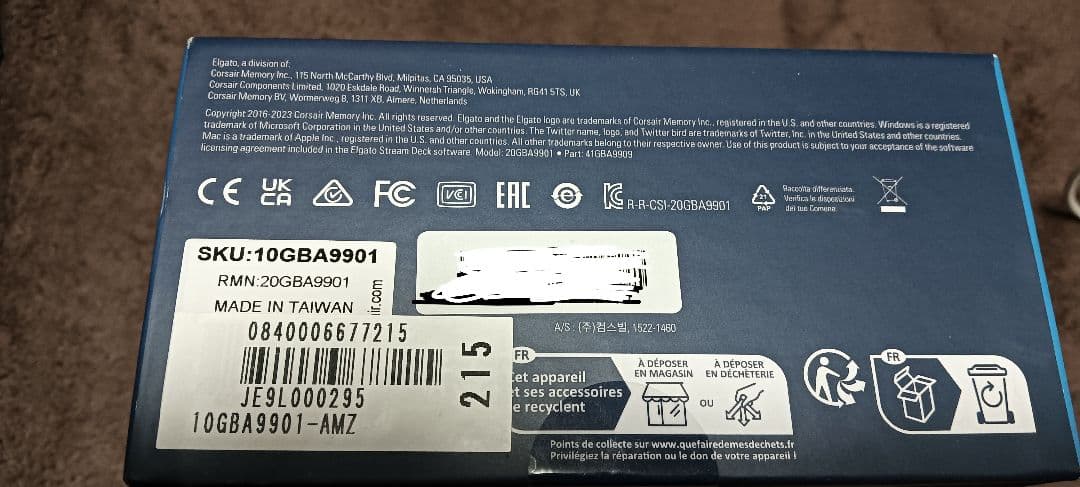 Elgato, a division of:
Corsair Memory Inc., 115 North McCarthy Blvd, Milpitas, CA 95035, USA
Corsair Components Limited, 1020 Eskdale Road, Winnersh Triangle, Wokingham, RG41 5TS, UK
Corsair Memory BV, Wormerweg 8, 1311 XB, Almere, Netherlands
Copyright 2016-2023 Corsair Memory Inc. All rights reserved. Elgato and the Elgato logo are trademarks of Corsair Memory Inc., registered in the U.S. and other countries. Windows is a registered
trademark of Microsoft Corporation in the United States and/or other countries. The Twitter name, logo, and Twitter bird are trademarks of Twitter, Inc. in the United States and other countries.
Mac is a trademark of Apple Inc., registered in the U.S. and other countries. All other trademarks belong to their respective owner. Use of this product is subject to your acceptance of the software
licensing agreement included in the Elgato Stream Deck software. Model: 20GBA9901 • Part: 41GBA9909
CE UK CA FC VCI EAC R-R-CSI-20GBA9901
21
PAP
Raccolta differenziata.
Verifica le disposizioni
del tuo Comune.
SKU:10GBA9901
RMN:20GBA9901
MADE IN TAIWAN
ir.com
0840006677215
JE9L000295
10GBA9901-AMZ
215
A/S : (주)컴스빌, 1522-1460
FR
Cet appareil
et ses accessoires
se recyclent
À DÉPOSER
EN MAGASIN
OU
À DÉPOSER
EN DÉCHÈTERIE
Points de collecte sur www.quefairedemesdechets.fr
Privilégiez la réparation ou le don de votre appareil !
FR